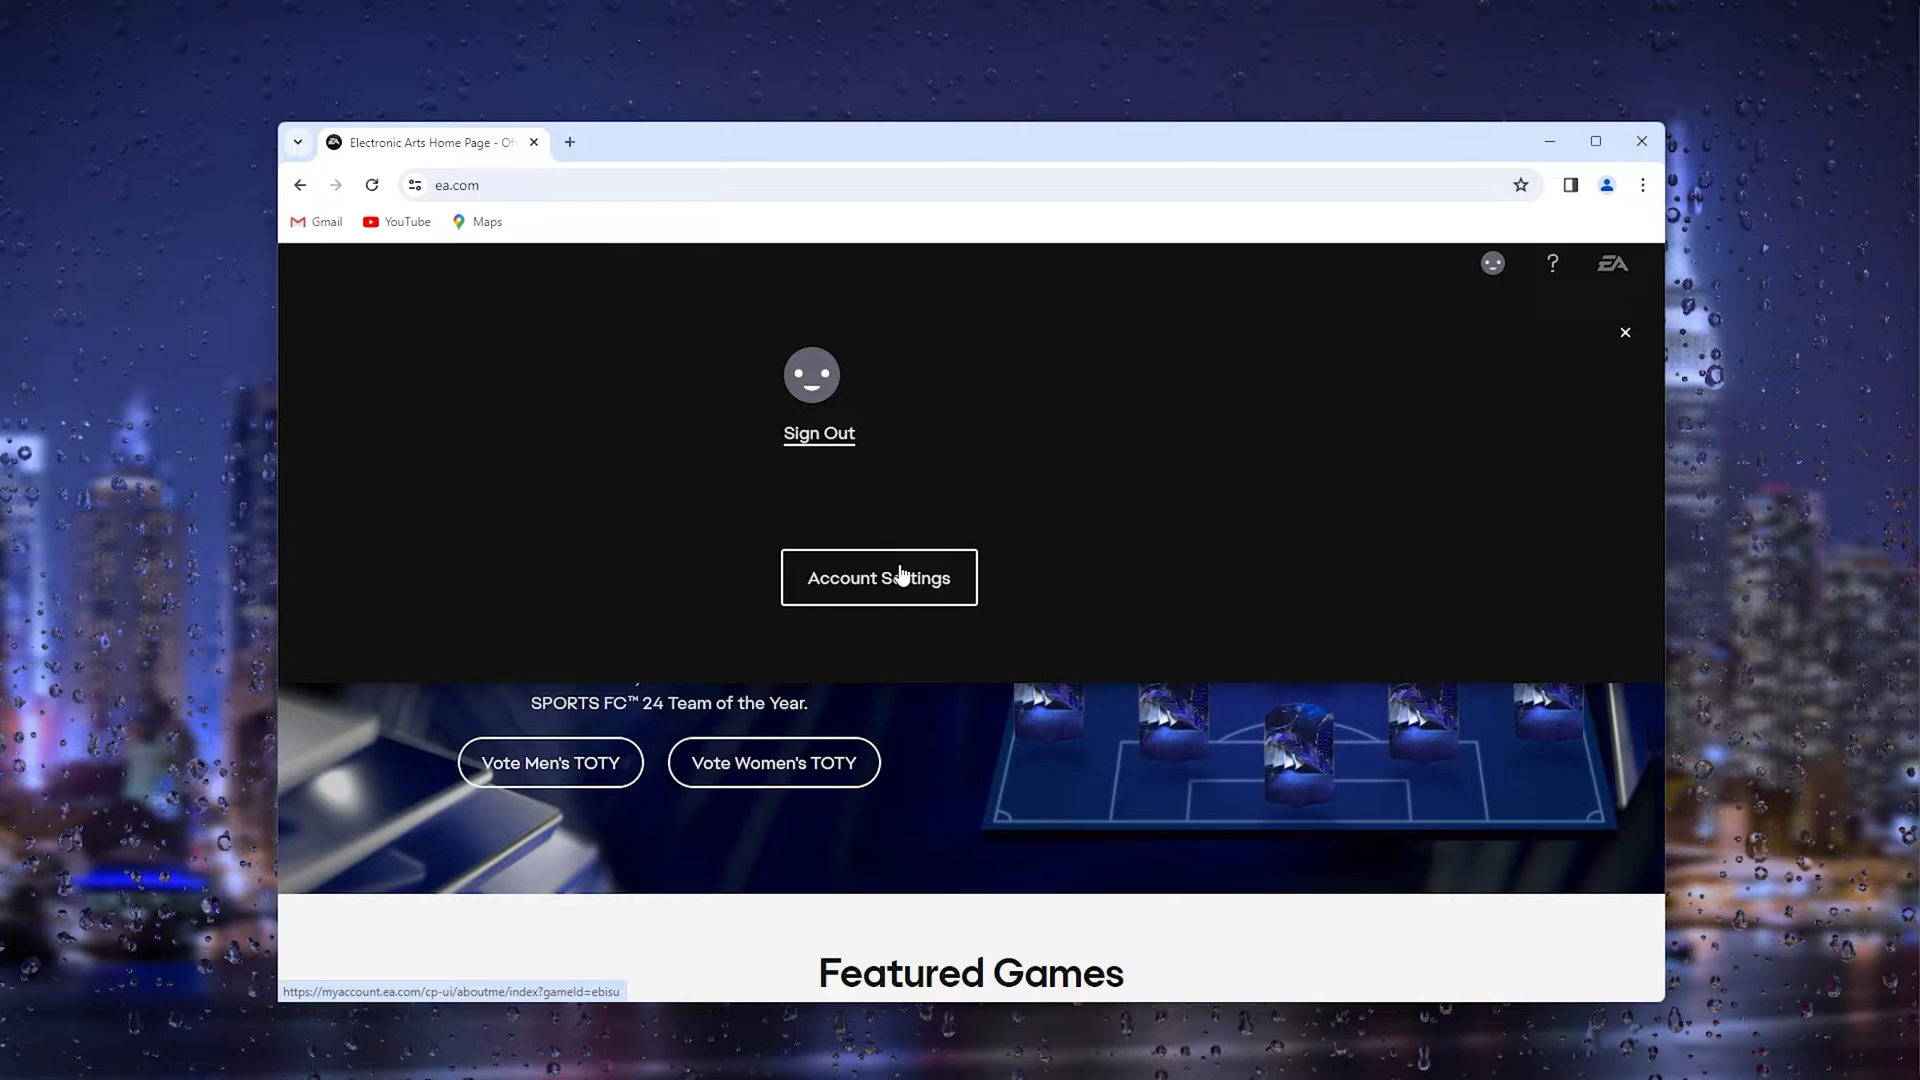 Electronic Arts Home Page - Of
ea.com
Gmail YouTube Maps
? EA
Sign Out
Account Settings
SPORTS FC™ 24 Team of the Year.
Vote Men's TOTY Vote Women's TOTY
Featured Games
https://myaccount.ea.com/cp-ui/aboutme/index?gameId=ebisu